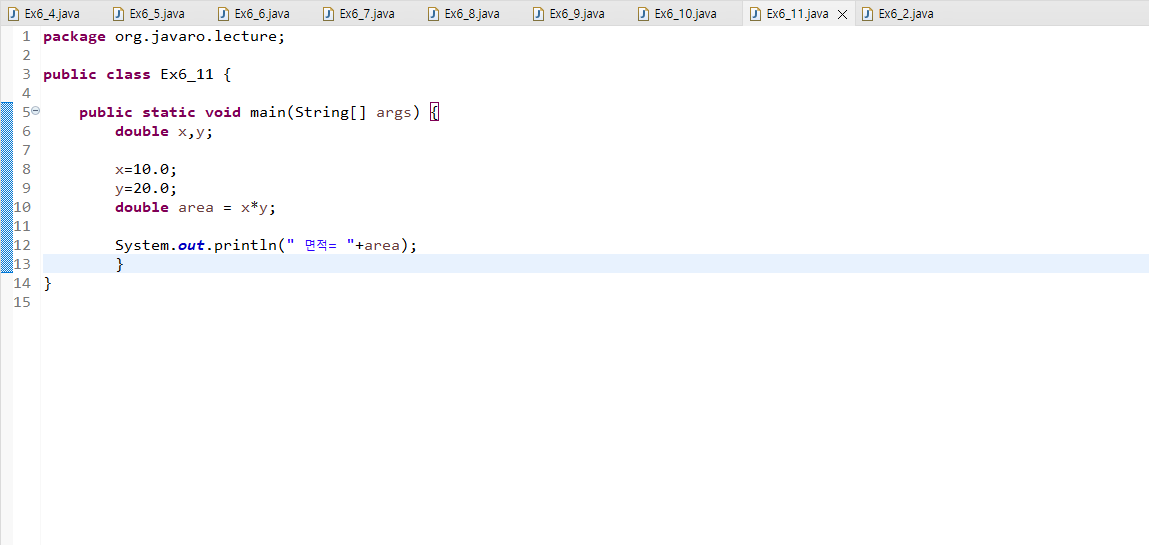 Ex6_4.java Ex6_5.java Ex6_6.java Ex6_7.java Ex6_8.java Ex6_9.java Ex6_10.java Ex6_11.java Ex6_2.java
1 package org.javaro.lecture;
2
3 public class Ex6_11 {
4
5 public static void main(String[] args) {
6 double x,y;
7
8 x=10.0;
9 y=20.0;
10 double area = x*y;
11
12 System.out.println(" 면적= "+area);
13 }
14 }
15